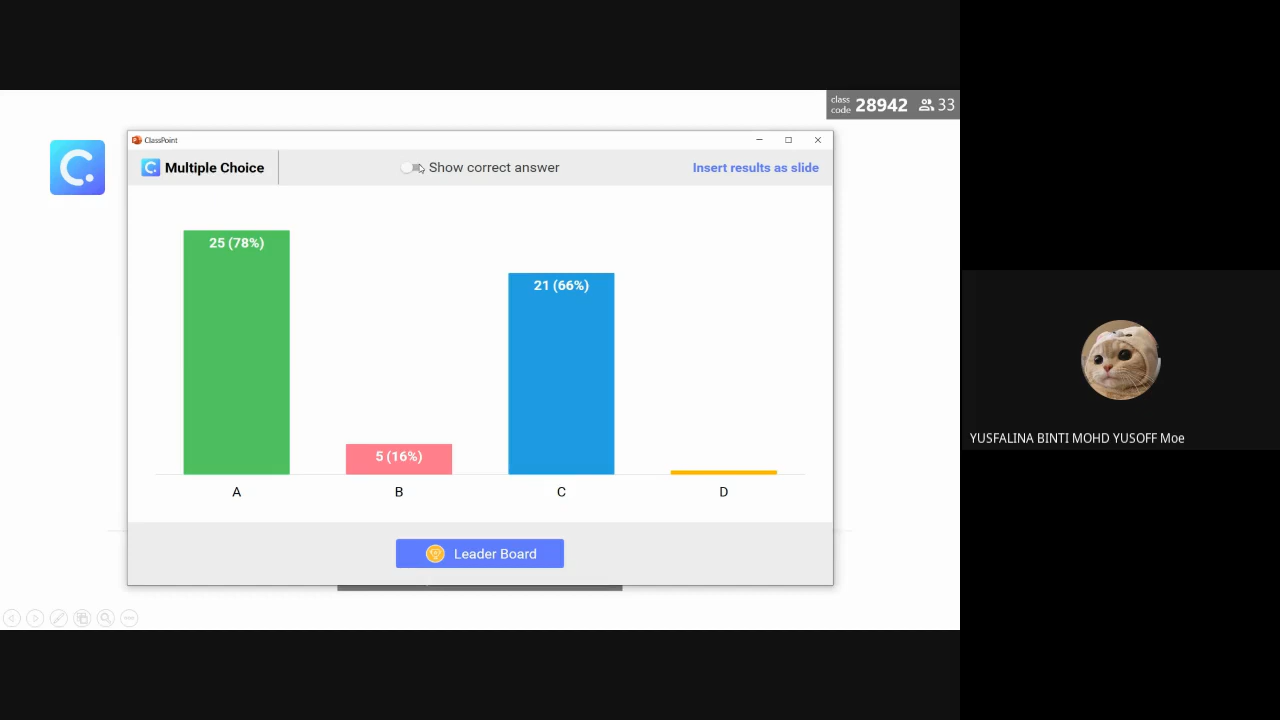 class code 28942 33
ClassPoint
Multiple Choice
Show correct answer
Insert results as slide
25 (78%)
21 (66%)
5 (16%)
A B C D
Leader Board
YUSFALINA BINTI MOHD YUSOFF Moe